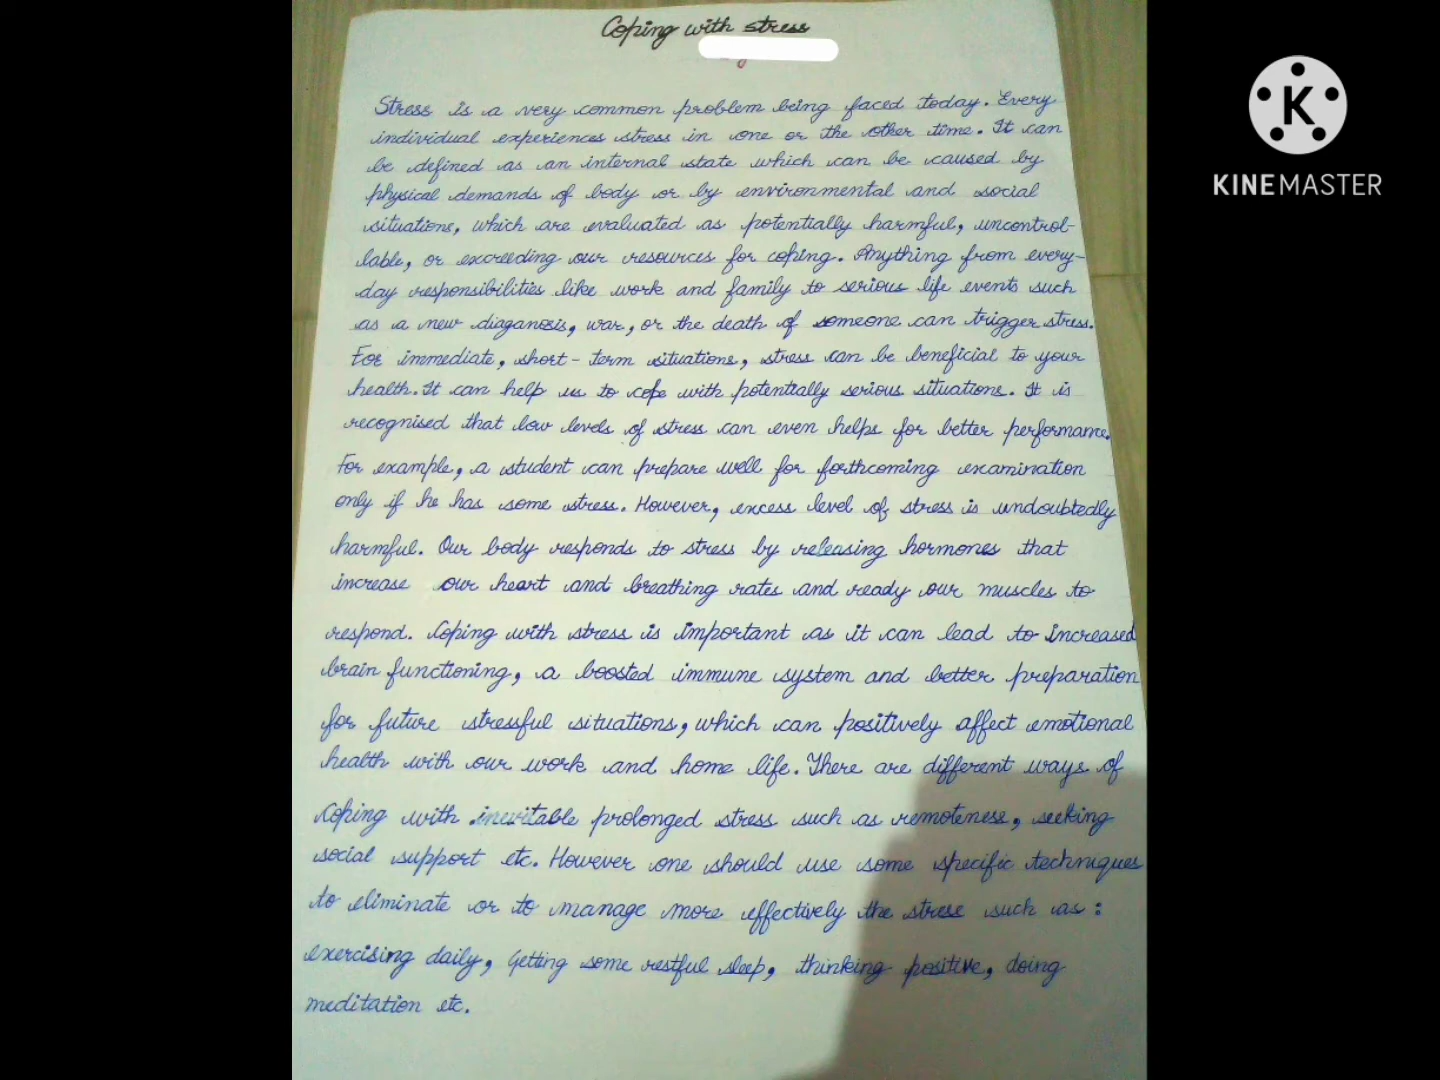 Coping with stress
Stress is a very common problem being faced today. Every
individual experiences stress in one or the other time. It can
be defined as an internal state which can be caused by
physical demands of body or by environmental and social
situations, which are evaluated as potentially harmful, uncontrol-
lable, or exceeding our resources for coping. Anything from every-
day responsibilities like work and family to serious life events such
as a new diaganosis, war, or the death of someone can trigger stress.
For immediate, short-term situations, stress can be beneficial to your
health. It can help us to cope with potentially serious situations. It is
recognised that low levels of stress can even helps for better performance.
For example, a student can prepare well for forthcoming examination
only if he has some stress. However, excess level of stress is undoubtedly
harmful. Our body responds to stress by releasing hormones that
increase our heart and breathing rates and ready our muscles to
respond. Coping with stress is important as it can lead to increased
brain functioning, a boosted immune system and better preparation
for future stressful situations, which can positively affect emotional
health with our work and home life. There are different ways of
coping with inevitable prolonged stress such as remoteness, seeking
social support etc. However one should use some specific techniques
to eliminate or to manage more effectively the stress such as:
exercising daily, Getting some restful sleep, thinking positive, doing
meditation etc.
K
KINEMASTER